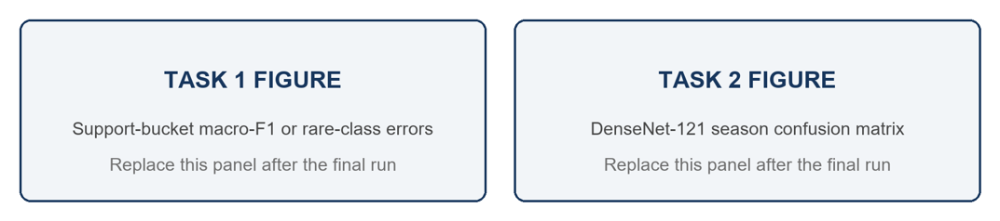 TASK 1 FIGURE
Support-bucket macro-F1 or rare-class errors
Replace this panel after the final run
TASK 2 FIGURE
DenseNet-121 season confusion matrix
Replace this panel after the final run